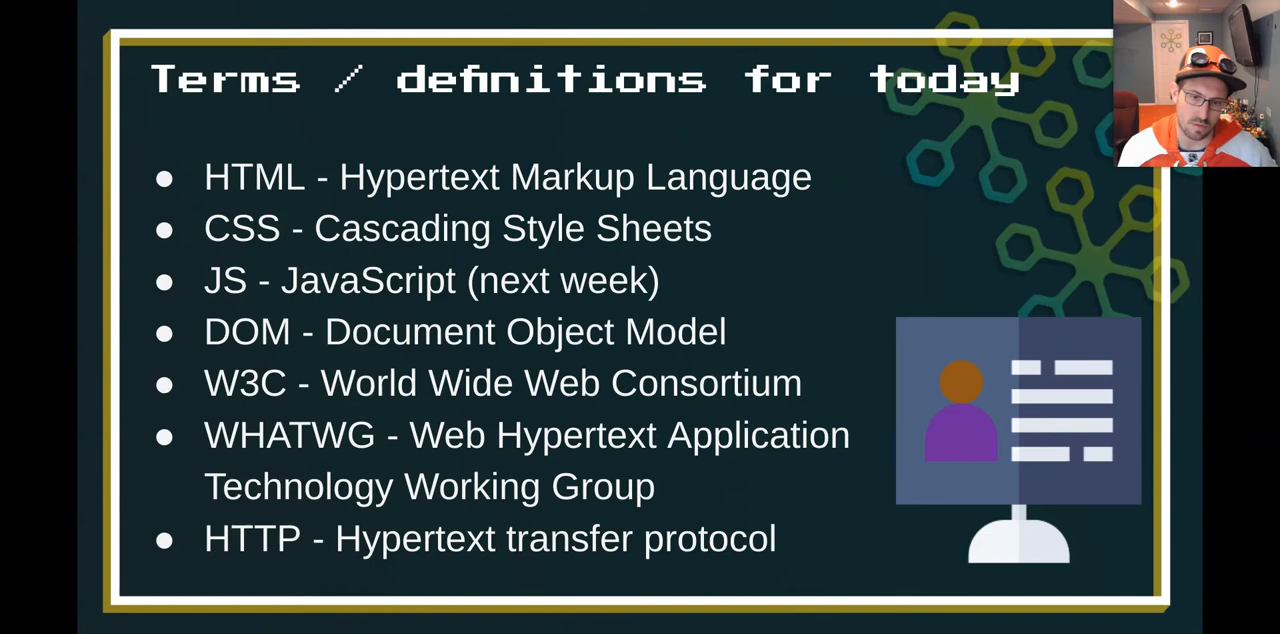 Terms / definitions for today
● HTML - Hypertext Markup Language
● CSS - Cascading Style Sheets
● JS - JavaScript (next week)
● DOM - Document Object Model
● W3C - World Wide Web Consortium
● WHATWG - Web Hypertext Application
Technology Working Group
● HTTP - Hypertext transfer protocol